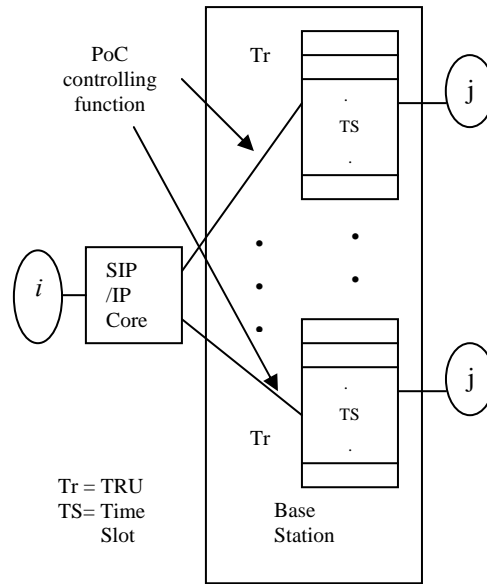 PoC
controlling
function
Tr
.
TS
.
j
i
SIP
/IP
Core
.
TS
.
j
Tr
Tr = TRU
TS= Time
Slot
Base
Station